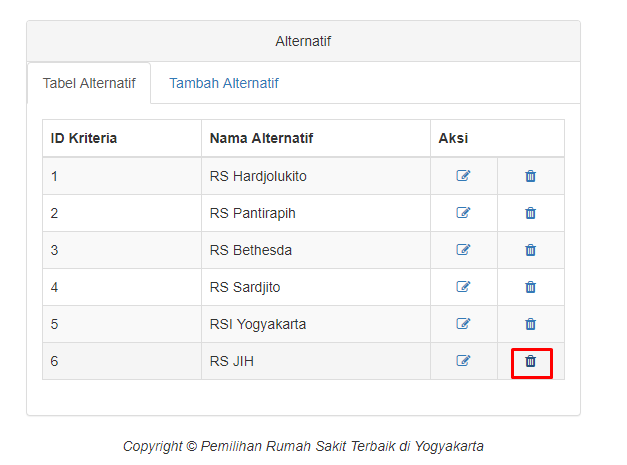 Alternatif
Tabel Alternatif Tambah Alternatif
ID Kriteria Nama Alternatif Aksi
1 RS Hardjolukito
2 RS Pantirapih
3 RS Bethesda
4 RS Sardjito
5 RSI Yogyakarta
6 RS JIH
Copyright © Pemilihan Rumah Sakit Terbaik di Yogyakarta